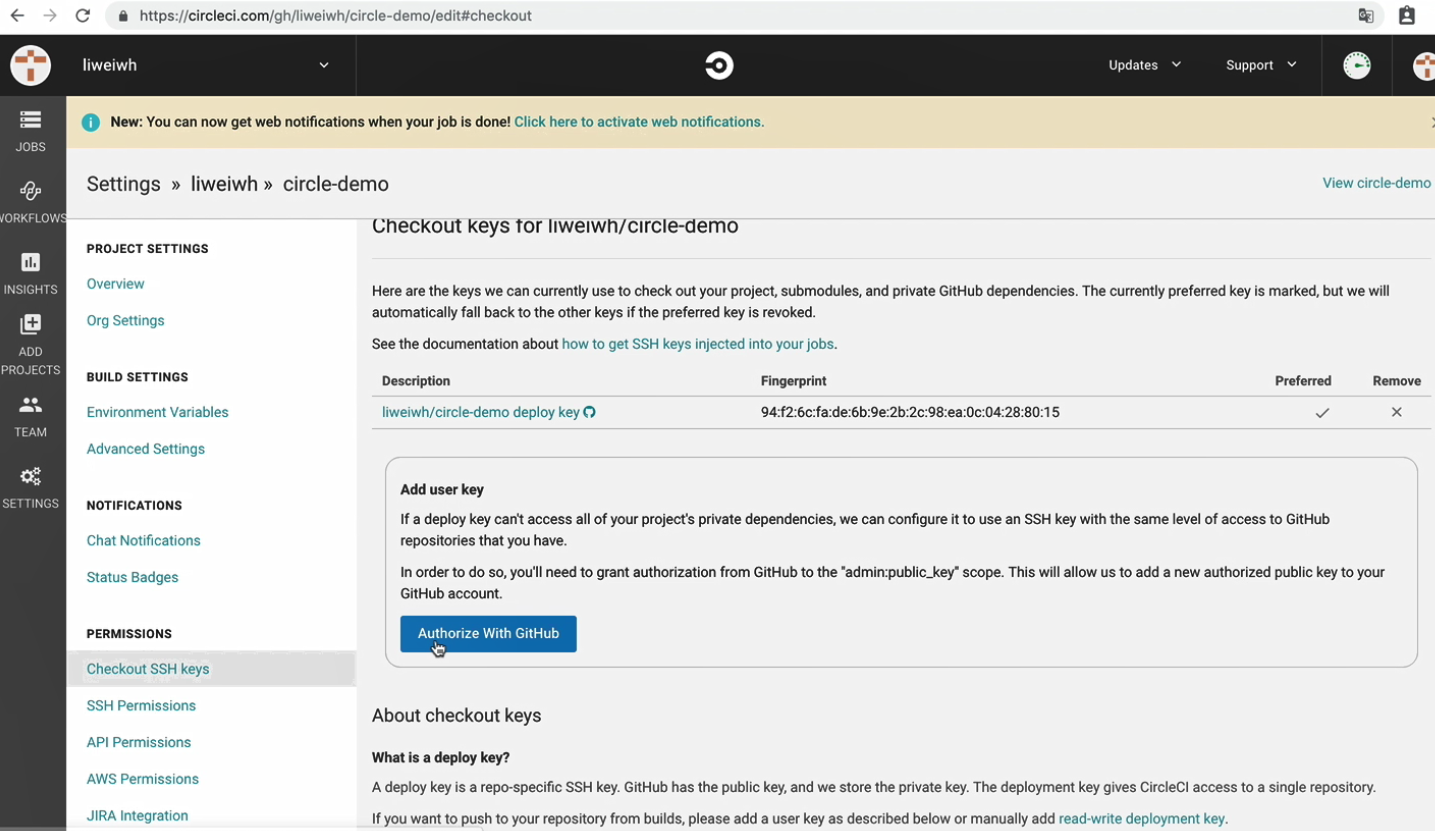 https://circleci.com/gh/liweiwh/circle-demo/edit#checkout
liweiwh
Updates
Support
JOBS
WORKFLOWS
INSIGHTS
ADD
PROJECTS
TEAM
SETTINGS
New: You can now get web notifications when your job is done! Click here to activate web notifications.
Settings » liweiwh » circle-demo
View circle-demo
PROJECT SETTINGS
Overview
Org Settings
BUILD SETTINGS
Environment Variables
Advanced Settings
NOTIFICATIONS
Chat Notifications
Status Badges
PERMISSIONS
Checkout SSH keys
SSH Permissions
API Permissions
AWS Permissions
JIRA Integration
Checkout keys for liweiwh/circle-demo
Here are the keys we can currently use to check out your project, submodules, and private GitHub dependencies. The currently preferred key is marked, but we will
automatically fall back to the other keys if the preferred key is revoked.
See the documentation about how to get SSH keys injected into your jobs.
Description Fingerprint Preferred Remove
liweiwh/circle-demo deploy key 94:f2:6c:fa:de:6b:9e:2b:2c:98:ea:0c:04:28:80:15
Add user key
If a deploy key can't access all of your project's private dependencies, we can configure it to use an SSH key with the same level of access to GitHub
repositories that you have.
In order to do so, you'll need to grant authorization from GitHub to the "admin:public_key" scope. This will allow us to add a new authorized public key to your
GitHub account.
Authorize With GitHub
About checkout keys
What is a deploy key?
A deploy key is a repo-specific SSH key. GitHub has the public key, and we store the private key. The deployment key gives CircleCI access to a single repository.
If you want to push to your repository from builds, please add a user key as described below or manually add read-write deployment key.